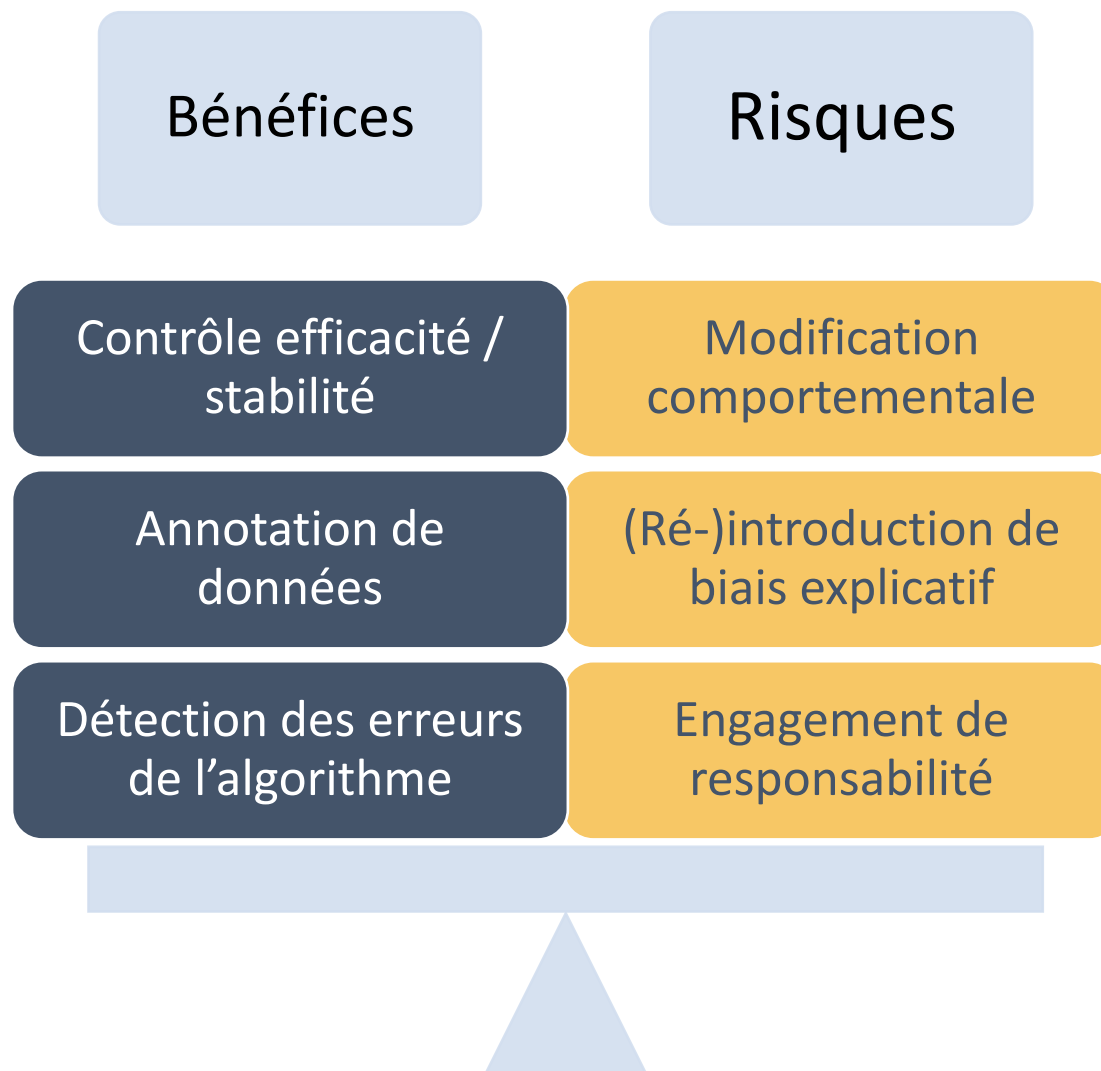 Bénéfices
Risques
Contrôle efficacité /
stabilité
Modification
comportementale
Annotation de
données
(Ré-)introduction de
biais explicatif
Détection des erreurs
de l’algorithme
Engagement de
responsabilité